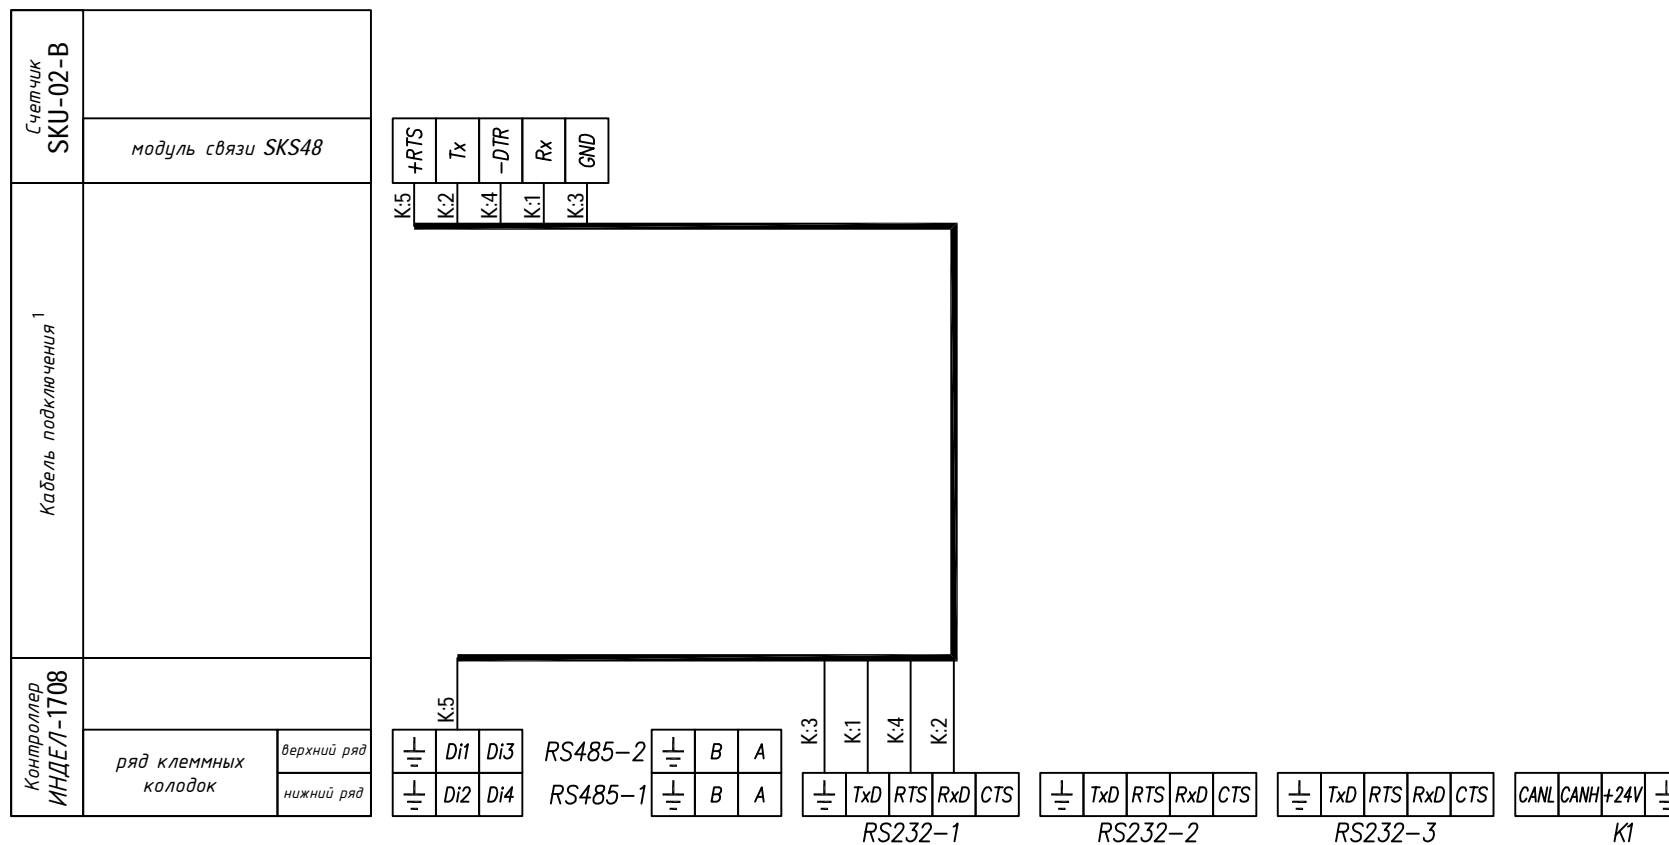 Счетчик
SKU-02-B
модуль связи SKS48
+RTS Tx -DTR Rx GND
K:5 K:2 K:4 K:1 K:3
Кабель подключения 1
Контроллер
ИНДЕЛ-1708
ряд клеммных
колодок
верхний ряд
нижний ряд
K:5
K:3 K:1 K:4 K:2
Di1 Di3 RS485-2 B A
Di2 Di4 RS485-1 B A
TxD RTS RxD CTS
TxD RTS RxD CTS
TxD RTS RxD CTS
CANL CANH +24V
RS232-1 RS232-2 RS232-3 K1